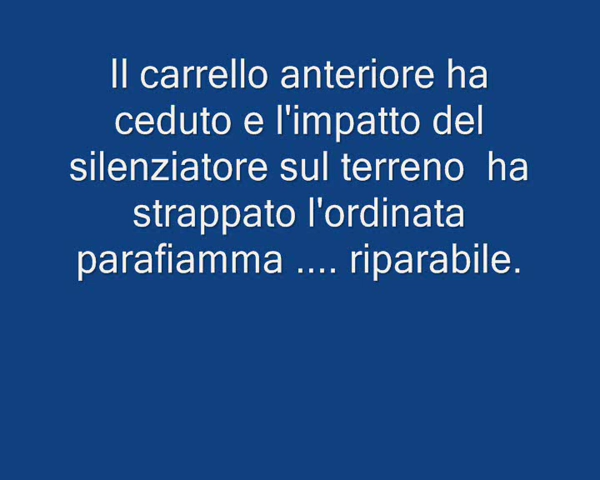 Il carrello anteriore ha
ceduto e l'impatto del
silenziatore sul terreno  ha
strappato l'ordinata
parafiamma .... riparabile.